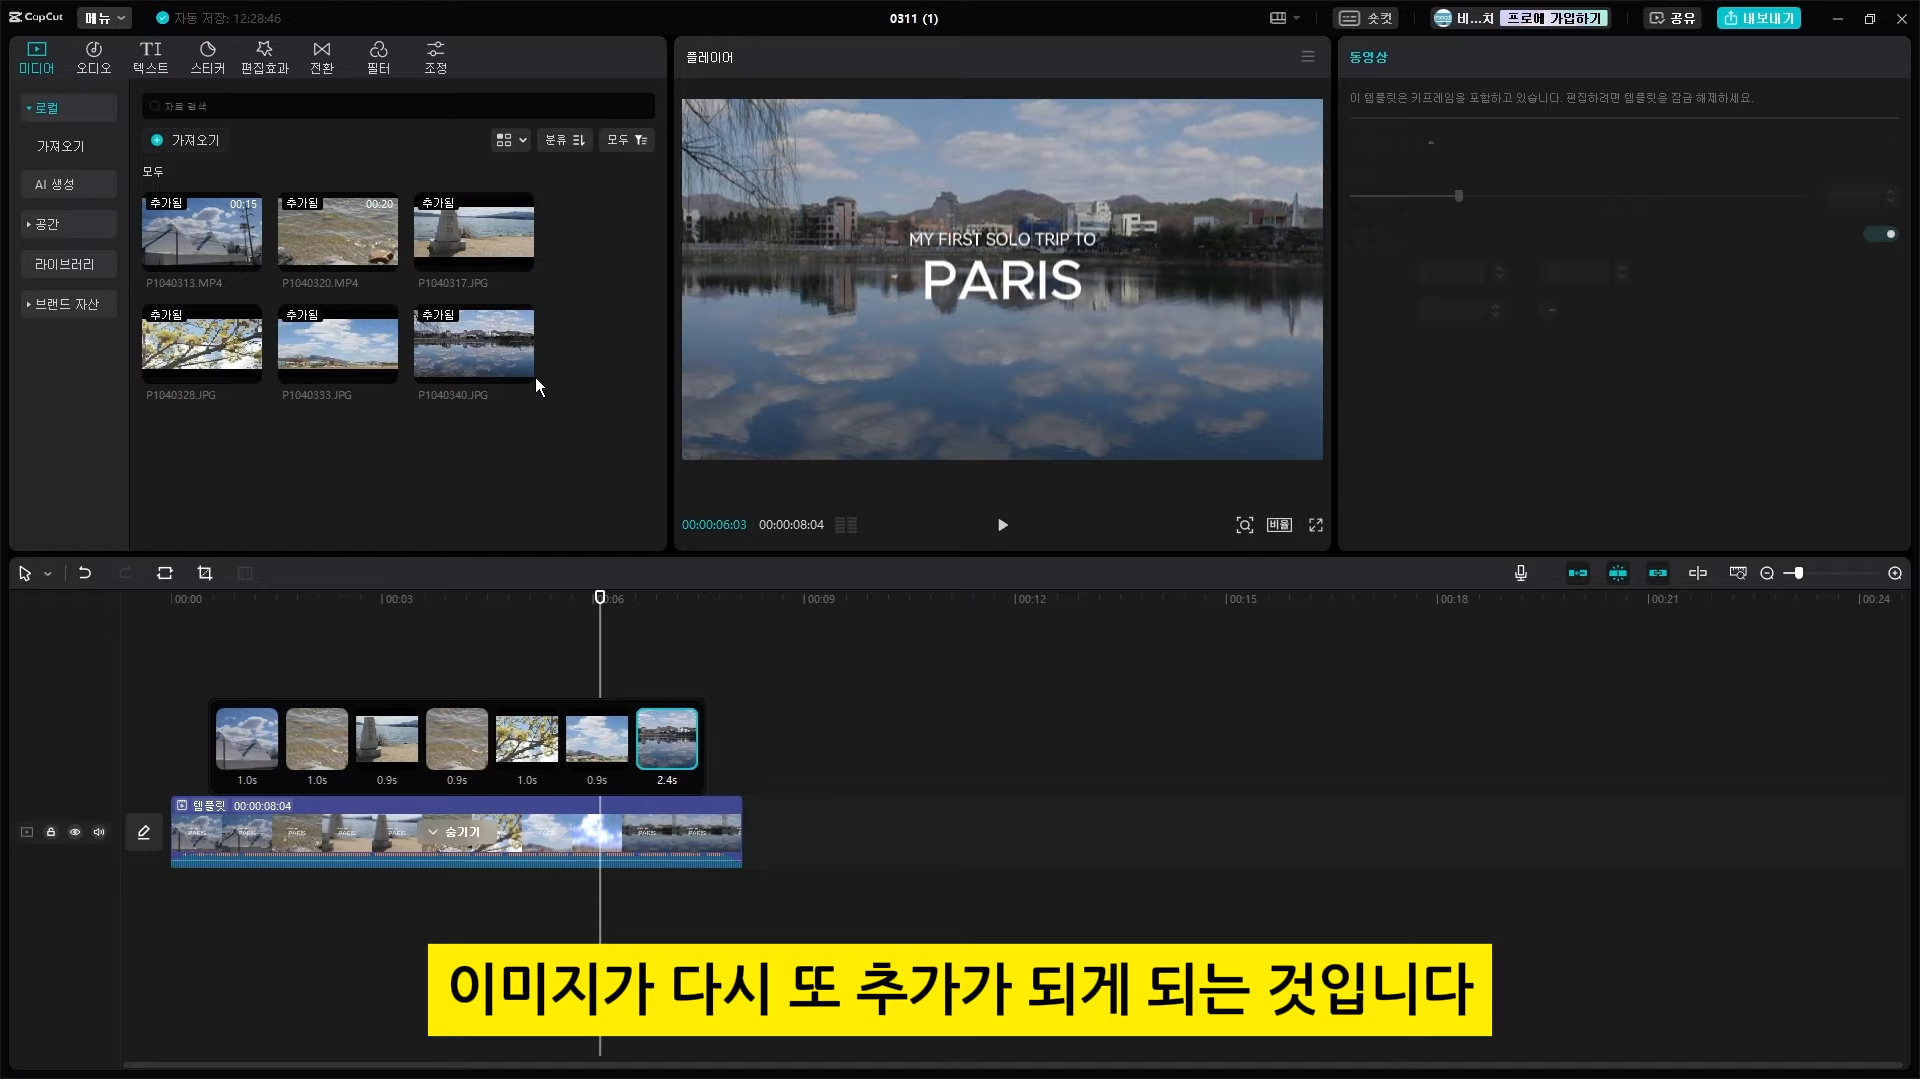 CapCut 메뉴 자동 저장: 12:28:46 0311 (1) 숏컷 비...치 프로에 가입하기 공유 내보내기
미디어 오디오 텍스트 스티커 편집효과 전환 필터 조정
로컬
가져오기
AI 생성
공간
라이브러리
브랜드 자산
자료 검색
가져오기 분류 모두
모두
추가됨 00:15 추가됨 00:20 추가됨
P1040313.MP4 P1040320.MP4 P1040317.JPG
추가됨 추가됨 추가됨
P1040328.JPG P1040333.JPG P1040340.JPG
플레이어
MY FIRST SOLO TRIP TO
PARIS
00:00:06:03 00:00:08:04 비율
동영상
이 템플릿은 키프레임을 포함하고 있습니다. 편집하려면 템플릿을 잠금 해제하세요.
00:00 00:03 00:06 00:09 00:12 00:15 00:18 00:21 00:24
1.0s 1.0s 0.9s 0.9s 1.0s 0.9s 2.4s
템플릿 00:00:08:04
숨기기
이미지가 다시 또 추가가 되게 되는 것입니다